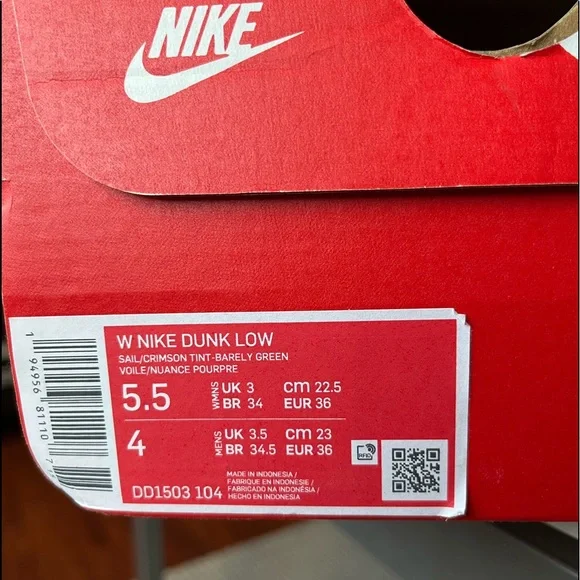 NIKE
W NIKE DUNK LOW
SAIL/CRIMSON TINT-BARELY GREEN
VOILE/NUANCE POURPRE
5.5 WMNS UK 3 CM 22.5
BR 34 EUR 36
4 MENS UK 3.5 CM 23
BR 34.5 EUR 36
RFID
MADE IN INDONESIA /
FABRIQUE EN INDONESIE /
FABRICADO NA INDONÉSIA /
HECHO EN INDONESIA
DD1503 104
1 94956 81110 7